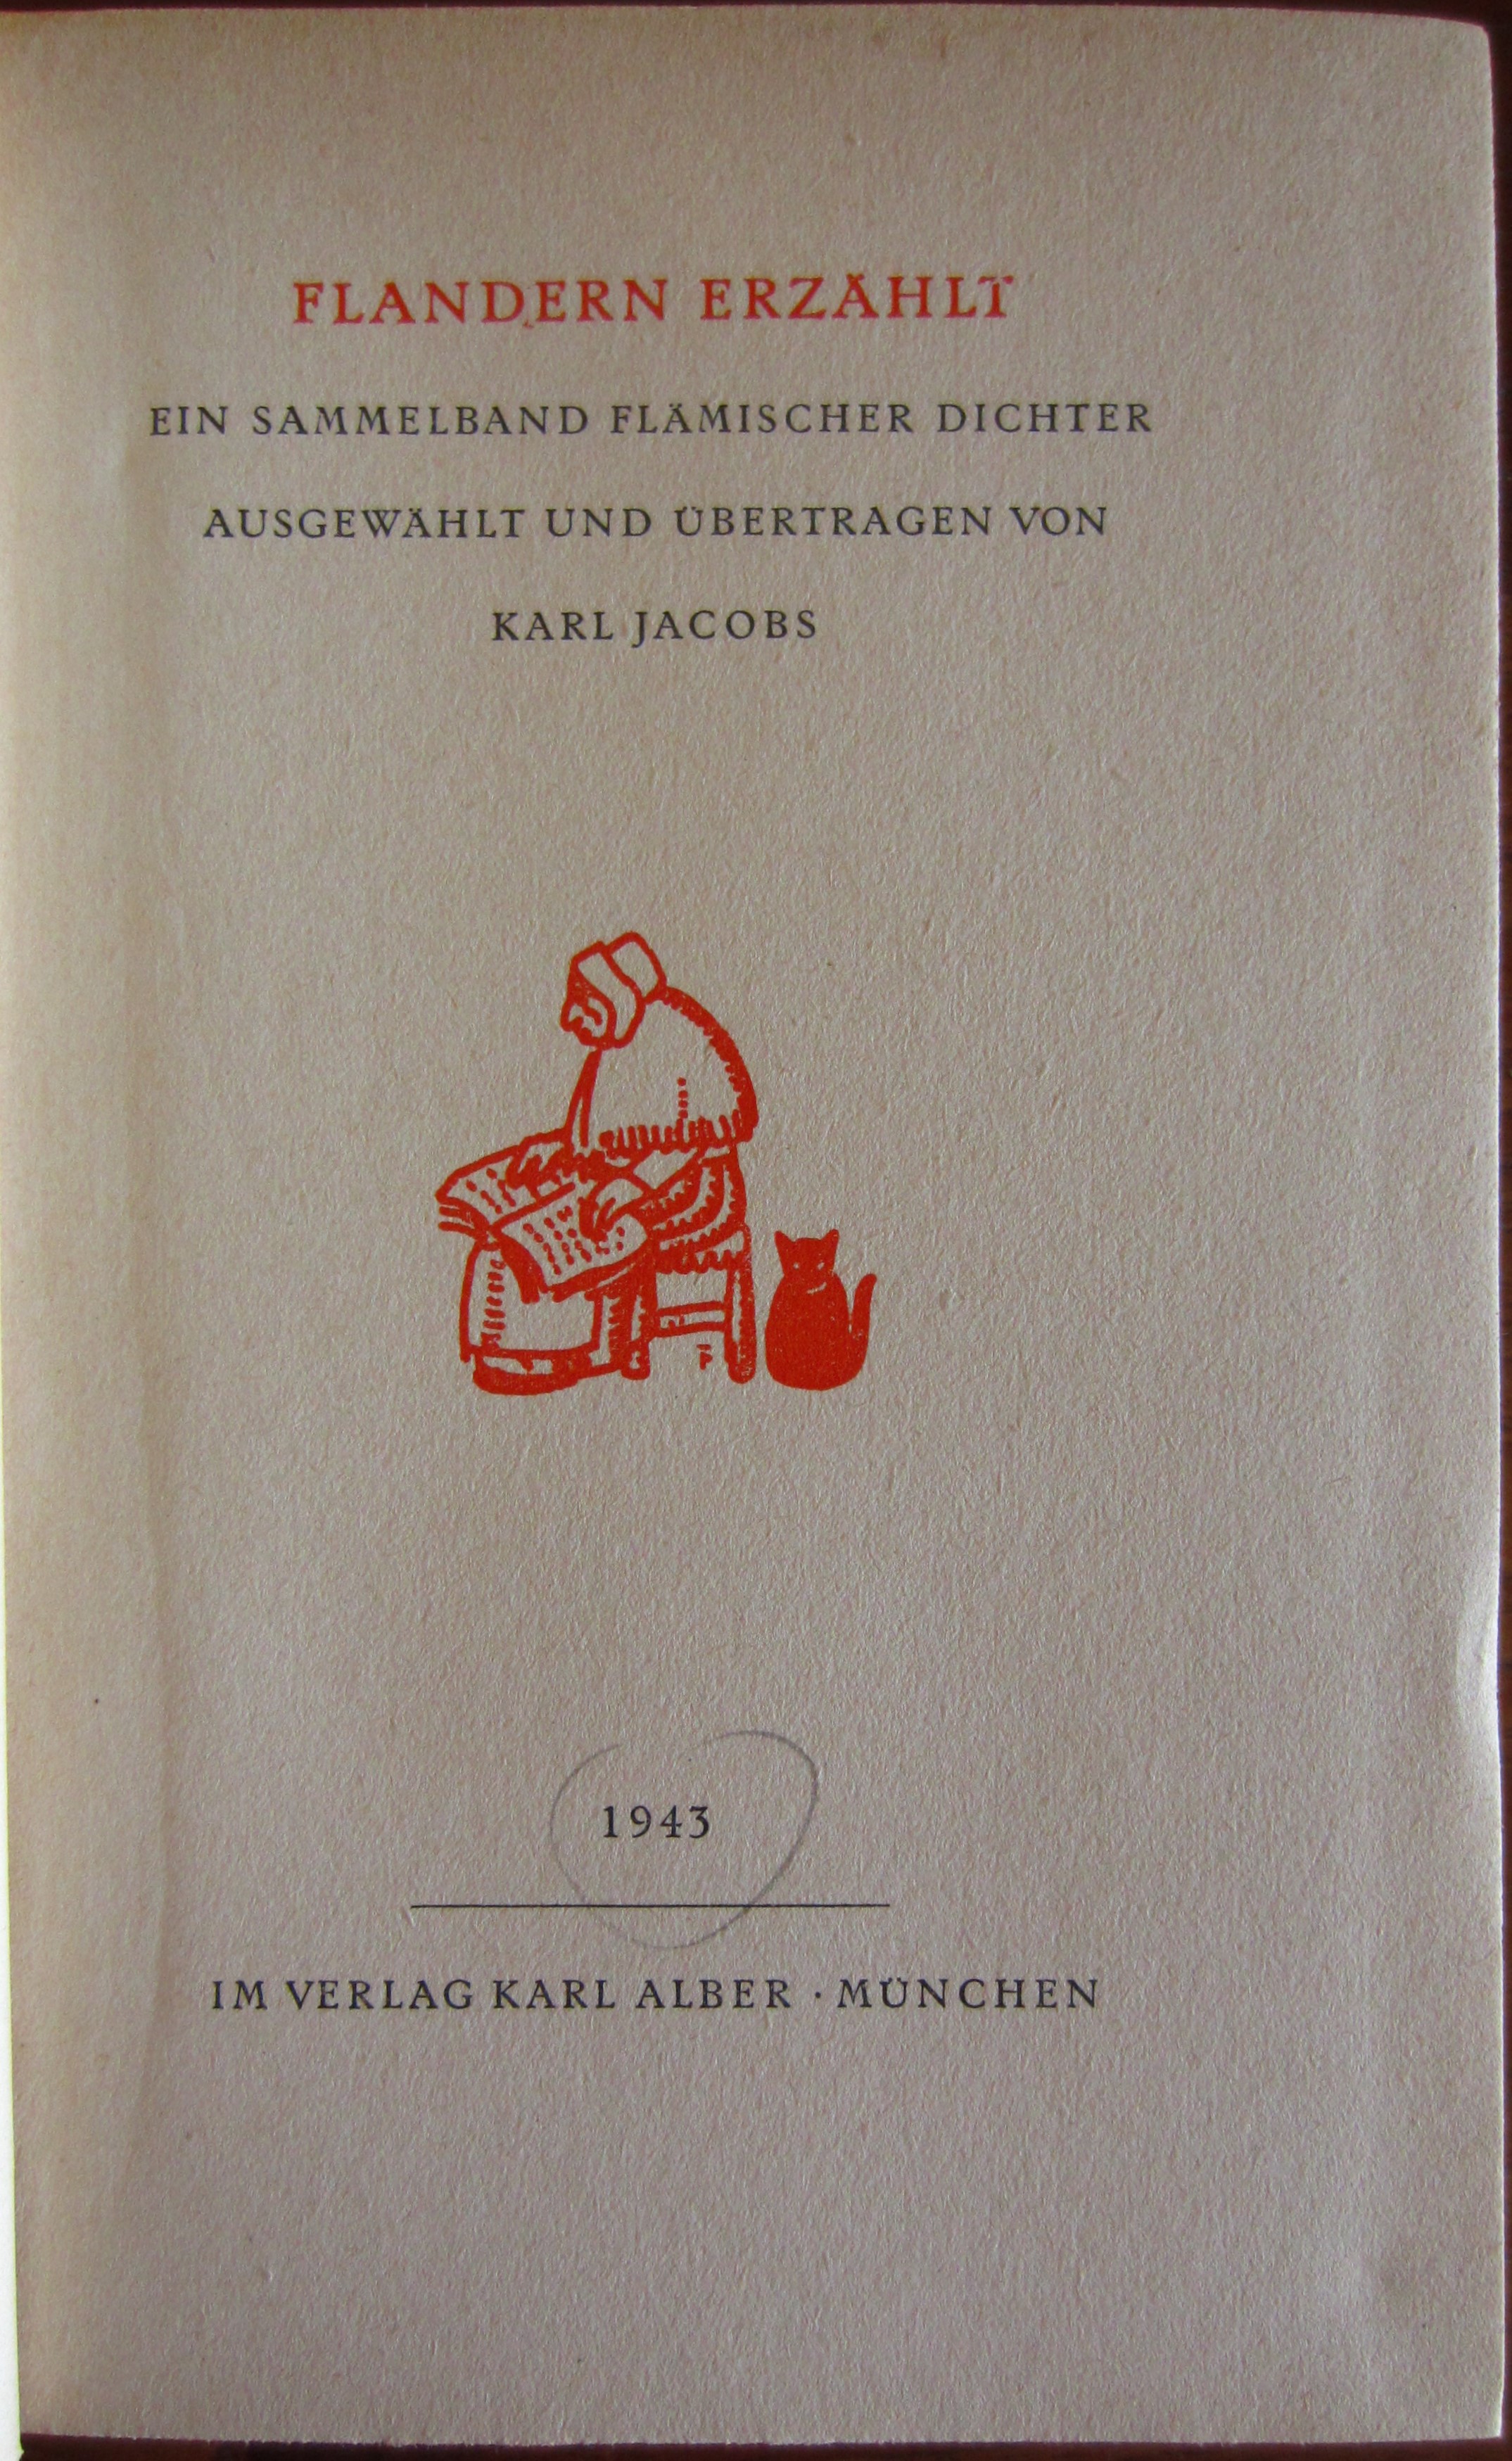 FLANDERN ERZÄHLT
EIN SAMMELBAND FLÄMISCHER DICHTER
AUSGEWÄHLT UND ÜBERTRAGEN VON
KARL JACOBS
1943
IM VERLAG KARL ALBER · MÜNCHEN